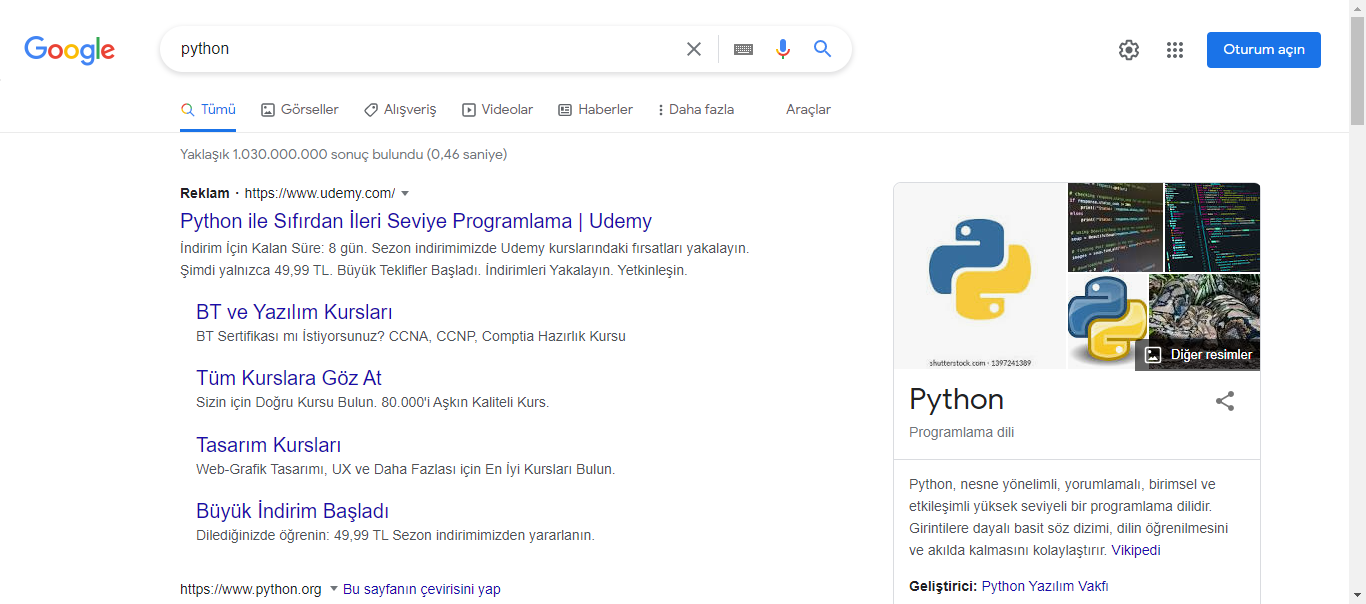 Google
python
Oturum açın
Tümü
Görseller
Alışveriş
Videolar
Haberler
Daha fazla
Araçlar
Yaklaşık 1.030.000.000 sonuç bulundu (0,46 saniye)
Reklam · https://www.udemy.com/
Python ile Sıfırdan İleri Seviye Programlama | Udemy
İndirim İçin Kalan Süre: 8 gün. Sezon indirimimizde Udemy kurslarındaki fırsatları yakalayın.
Şimdi yalnızca 49,99 TL. Büyük Teklifler Başladı. İndirimleri Yakalayın. Yetkinleşin.
BT ve Yazılım Kursları
BT Sertifikası mı İstiyorsunuz? CCNA, CCNP, Comptia Hazırlık Kursu
Tüm Kurslara Göz At
Sizin için Doğru Kursu Bulun. 80.000'i Aşkın Kaliteli Kurs.
Tasarım Kursları
Web-Grafik Tasarımı, UX ve Daha Fazlası için En İyi Kursları Bulun.
Büyük İndirim Başladı
Dilediğinizde öğrenin: 49,99 TL Sezon indirimimizden yararlanın.
https://www.python.org Bu sayfanın çevirisini yap
shutterstock.com · 1397241389
Diğer resimler
Python
Programlama dili
Python, nesne yönelimli, yorumlamalı, birimsel ve
etkileşimli yüksek seviyeli bir programlama dilidir.
Girintilere dayalı basit söz dizimi, dilin öğrenilmesini
ve akılda kalmasını kolaylaştırır. Vikipedi
Geliştirici: Python Yazılım Vakfı